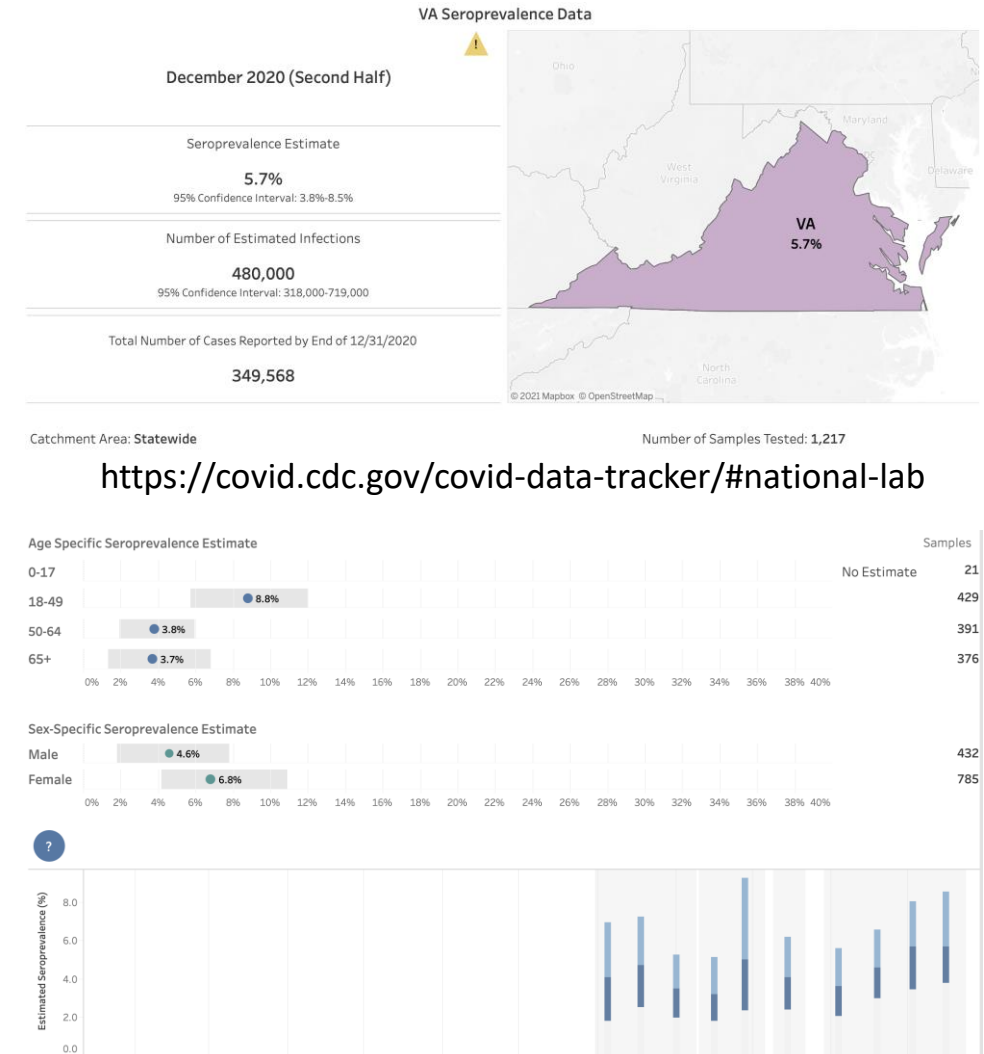 VA Seroprevalence Data
!
December 2020 (Second Half)
Seroprevalence Estimate
5.7%
95% Confidence Interval: 3.8%-8.5%
Number of Estimated Infections
480,000
95% Confidence Interval: 318,000-719,000
Total Number of Cases Reported by End of 12/31/2020
349,568
Ohio
Maryland
West
Virginia
DC
Delaware
VA
5.7%
North
Carolina
© 2021 Mapbox © OpenStreetMap
Catchment Area: Statewide Number of Samples Tested: 1,217
https://covid.cdc.gov/covid-data-tracker/#national-lab
Age Specific Seroprevalence Estimate Samples
0-17 No Estimate 21
18-49 8.8% 429
50-64 3.8% 391
65+ 3.7% 376
0% 2% 4% 6% 8% 10% 12% 14% 16% 18% 20% 22% 24% 26% 28% 30% 32% 34% 36% 38% 40%
Sex-Specific Seroprevalence Estimate
Male 4.6% 432
Female 6.8% 785
0% 2% 4% 6% 8% 10% 12% 14% 16% 18% 20% 22% 24% 26% 28% 30% 32% 34% 36% 38% 40%
?
Estimated Seroprevalence (%)
8.0
6.0
4.0
2.0
0.0